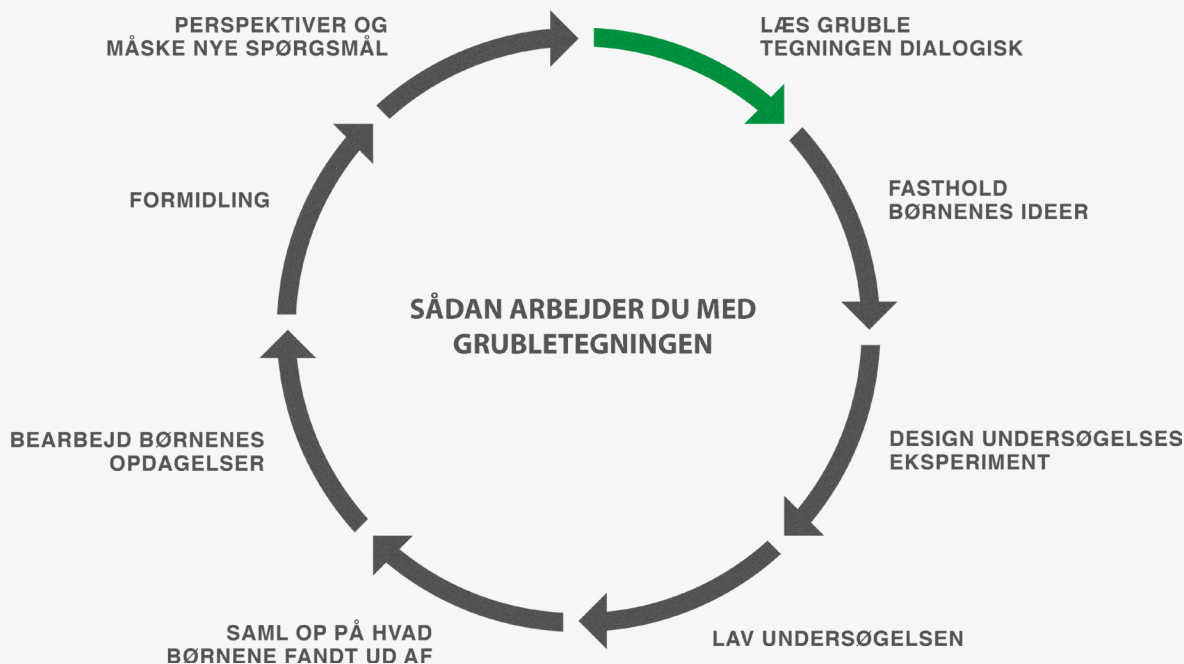 LÆS GRUBLE
TEGNINGEN DIALOGISK
FASTHOLD
BØRNENES IDEER
DESIGN UNDERSØGELSES
EKSPERIMENT
LAV UNDERSØGELSEN
SAML OP PÅ HVAD
BØRNENE FANDT UD AF
BEARBEJD BØRNENES
OPDAGELSER
FORMIDLING
PERSPEKTIVER OG
MÅSKE NYE SPØRGSMÅL
SÅDAN ARBEJDER DU MED
GRUBLETEGNINGEN